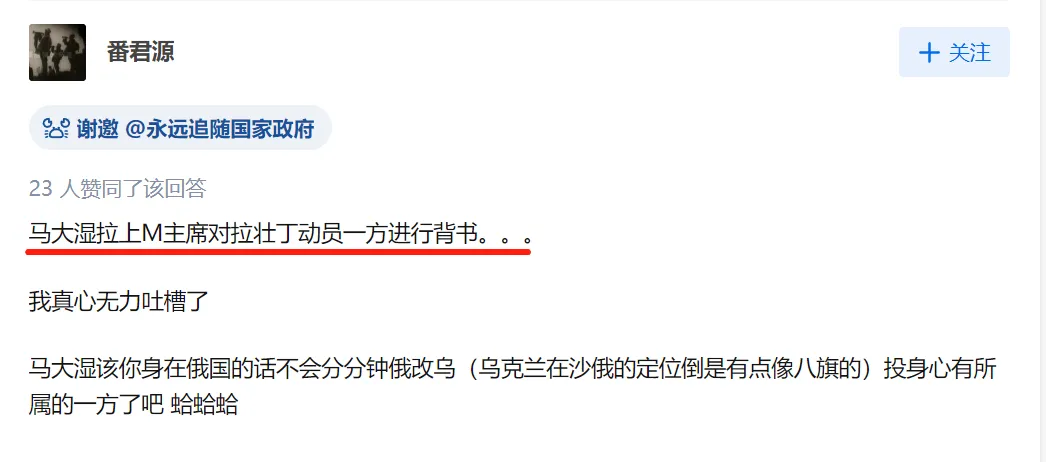 番君源
+ 关注
谢邀 @永远追随国家政府
23 人赞同了该回答
马大湿拉上M主席对拉壮丁动员一方进行背书。。。
我真心无力吐槽了
马大湿该你身在俄国的话不会分分钟俄改乌（乌克兰在沙俄的定位倒是有点像八旗的）投身心有所
属的一方了吧 蛤蛤蛤